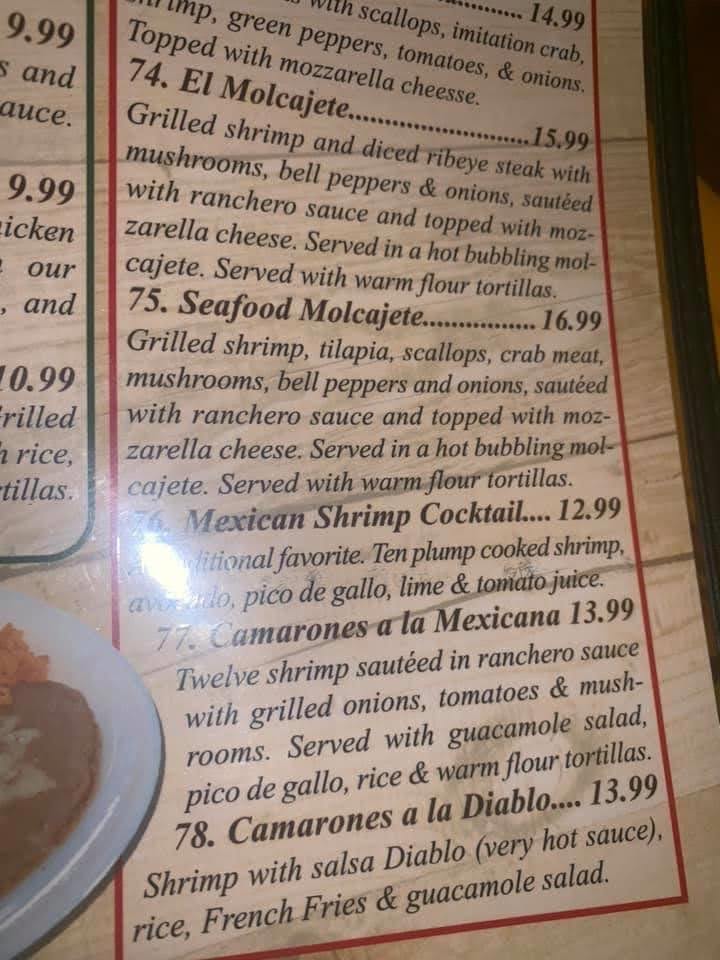 9.99
and
auce.
9.99
icken
our
, and
10.99
rilled
rice,
tillas.
14.99
with scallops, imitation crab,
shrimp, green peppers, tomatoes, & onions.
Topped with mozzarella cheesse.
74. El Molcajete..............................15.99
Grilled shrimp and diced ribeye steak with
mushrooms, bell peppers & onions, sautéed
with ranchero sauce and topped with moz-
zarella cheese. Served in a hot bubbling mol-
cajete. Served with warm flour tortillas.
75. Seafood Molcajete................ 16.99
Grilled shrimp, tilapia, scallops, crab meat,
mushrooms, bell peppers and onions, sautéed
with ranchero sauce and topped with moz-
zarella cheese. Served in a hot bubbling mol-
cajete. Served with warm flour tortillas.
76. Mexican Shrimp Cocktail.... 12.99
A traditional favorite. Ten plump cooked shrimp,
avocado, pico de gallo, lime & tomato juice.
77. Camarones a la Mexicana 13.99
Twelve shrimp sautéed in ranchero sauce
with grilled onions, tomatoes & mush-
rooms. Served with guacamole salad,
pico de gallo, rice & warm flour tortillas.
78. Camarones a la Diablo.... 13.99
Shrimp with salsa Diablo (very hot sauce),
rice, French Fries & guacamole salad.